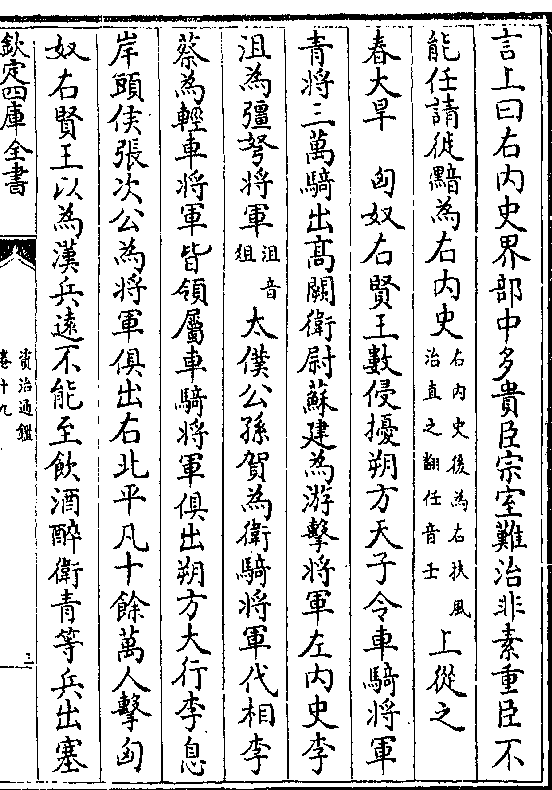 言上曰右内史界部中多貴臣宗室難治非素重臣不
能任請徙黯為右内史右内史後為右扶風治直之翻任音士上從之
春大旱　匈奴右賢王數侵擾朔方天子令車騎將軍
青將三萬騎出髙闕衛尉蘇建為游擊將軍左内史李
沮為彊弩將軍沮音俎太僕公孫賀為衛騎將軍代相李
蔡為輕車將軍皆領屬車騎將軍俱出朔方大行李息
岸頭侯張次公為將軍俱出右北平凡十餘萬人擊匈
奴右賢王以為漢兵遠不能至飲酒醉衛青等兵出塞
欽定四庫全書
資治通鑑
卷十九
三